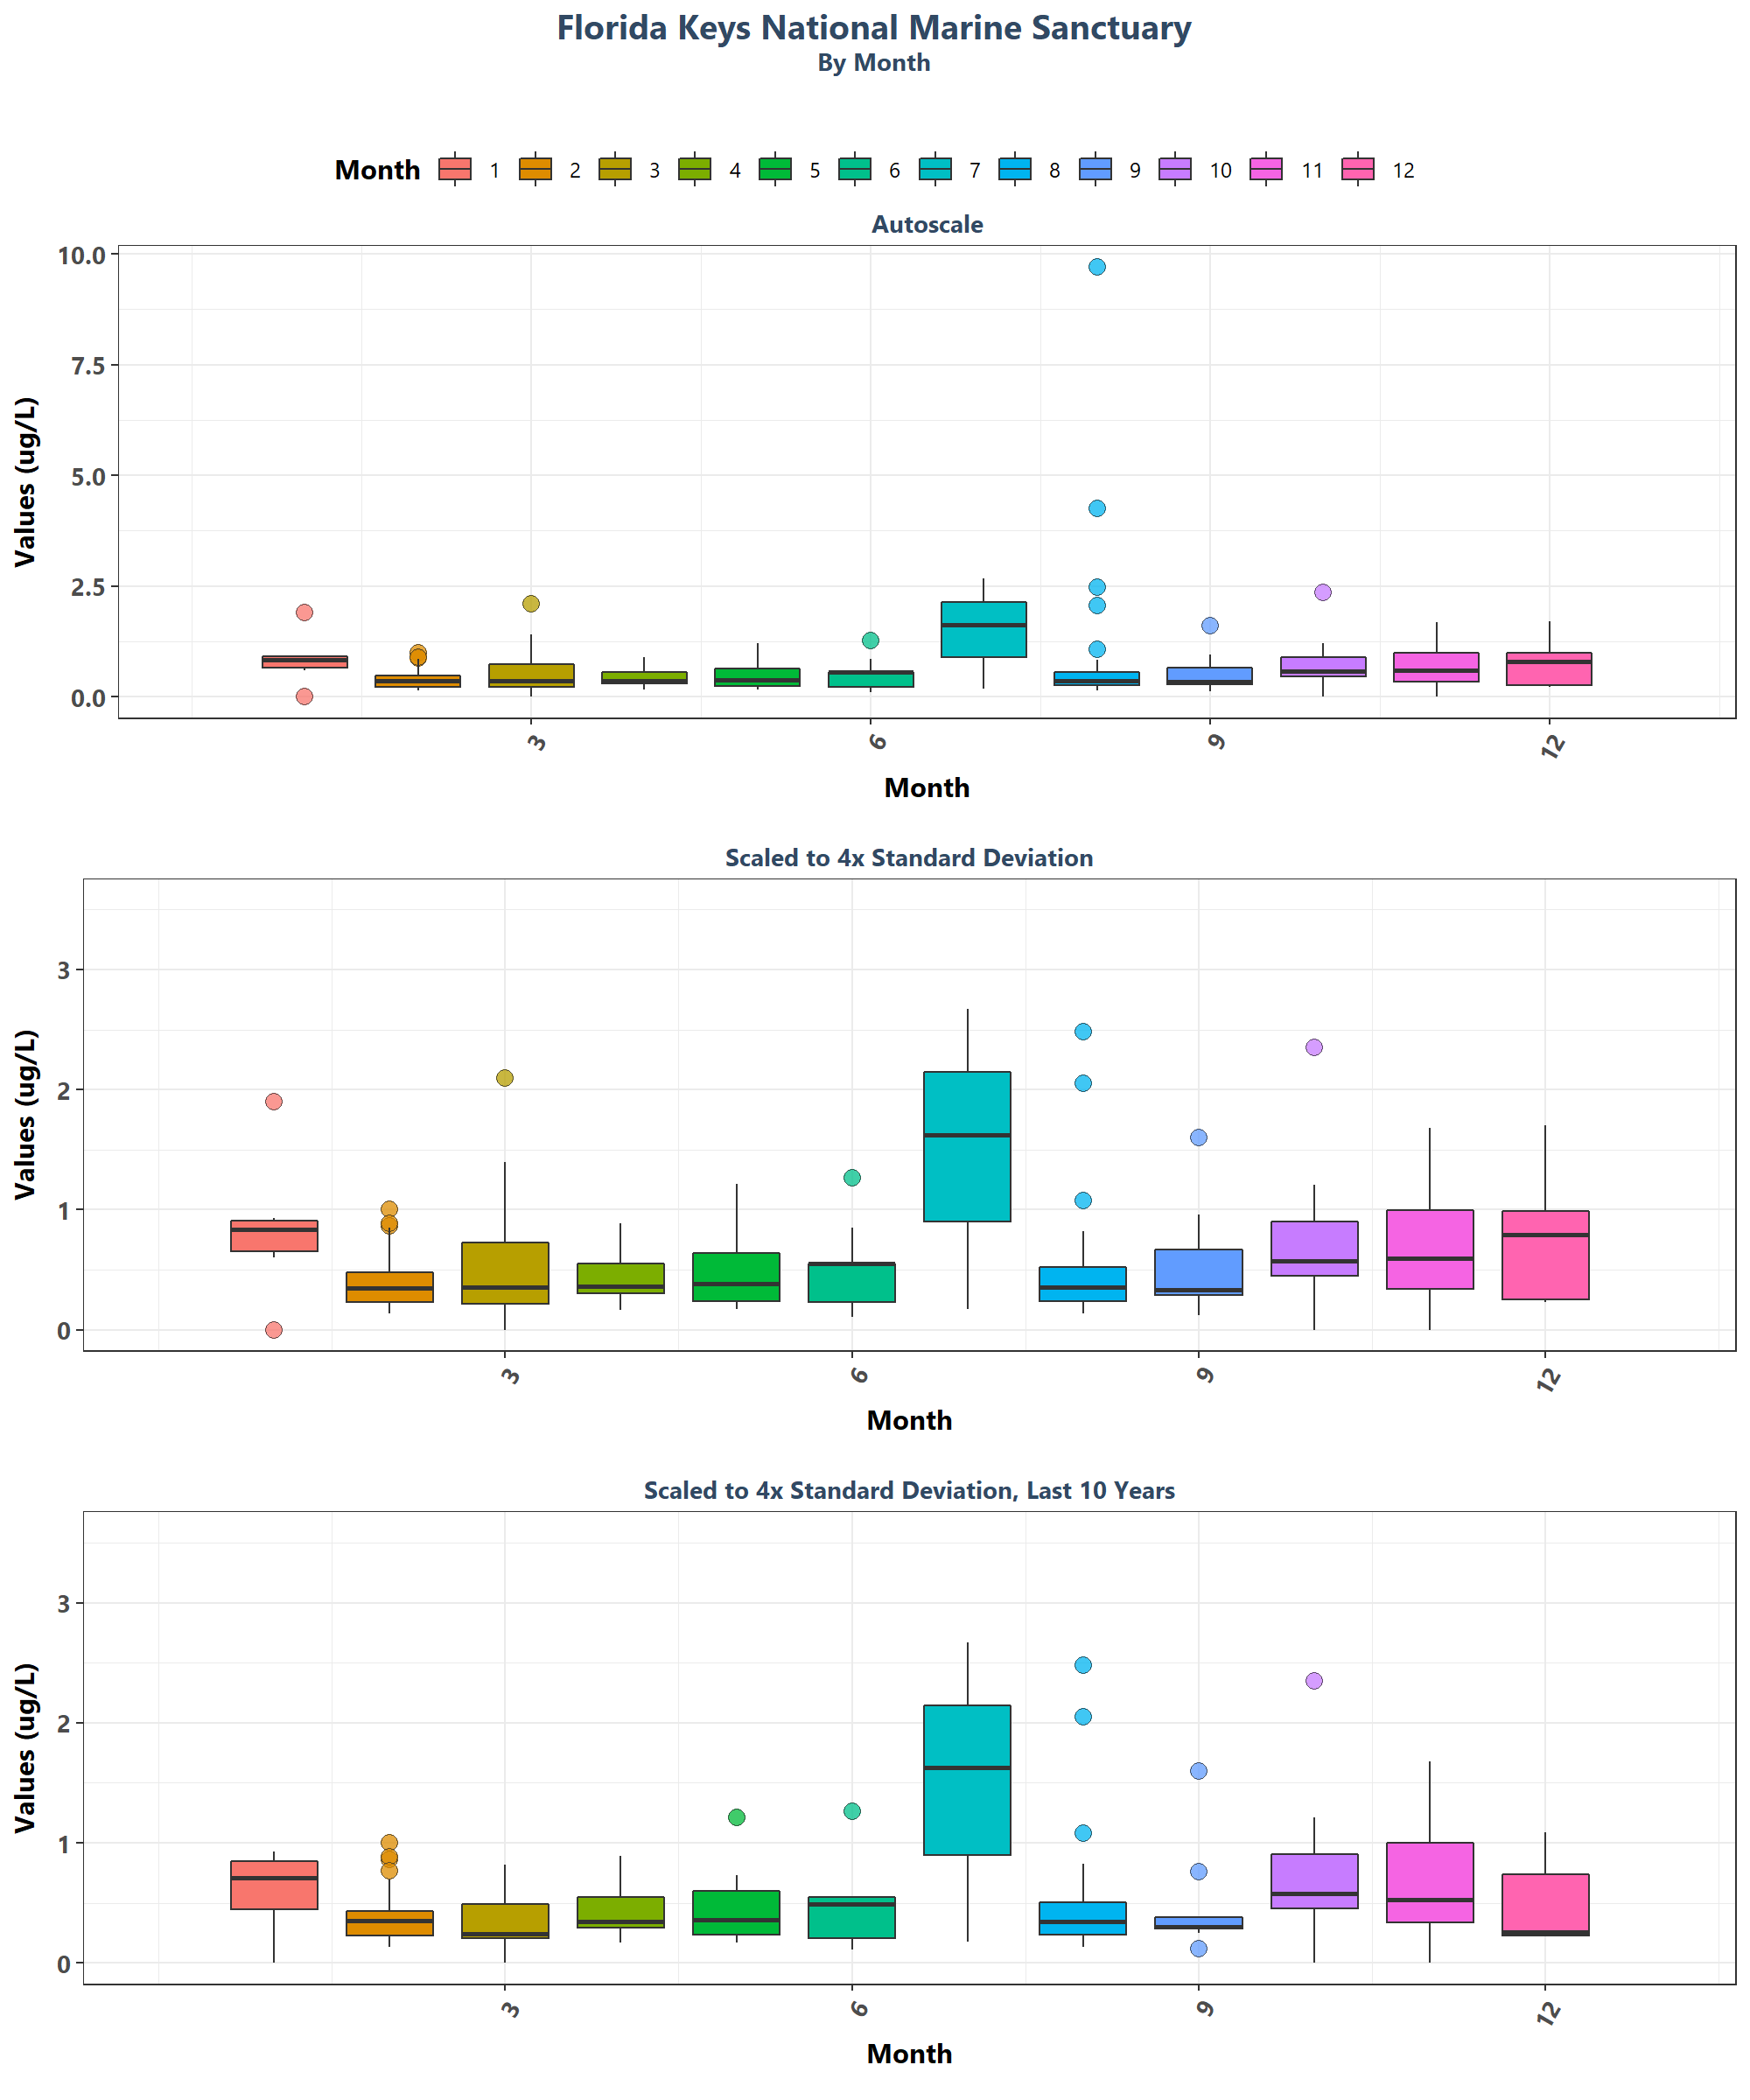 Florida Keys National Marine Sanctuary
By Month
Month 1 2 3 4 5 6 7 8 9 10 11 12
Autoscale
10.0
7.5
5.0
2.5
0.0
Values (ug/L)
3 6 9 12
Month
Scaled to 4x Standard Deviation
3
2
1
0
Values (ug/L)
3 6 9 12
Month
Scaled to 4x Standard Deviation, Last 10 Years
3
2
1
0
Values (ug/L)
3 6 9 12
Month